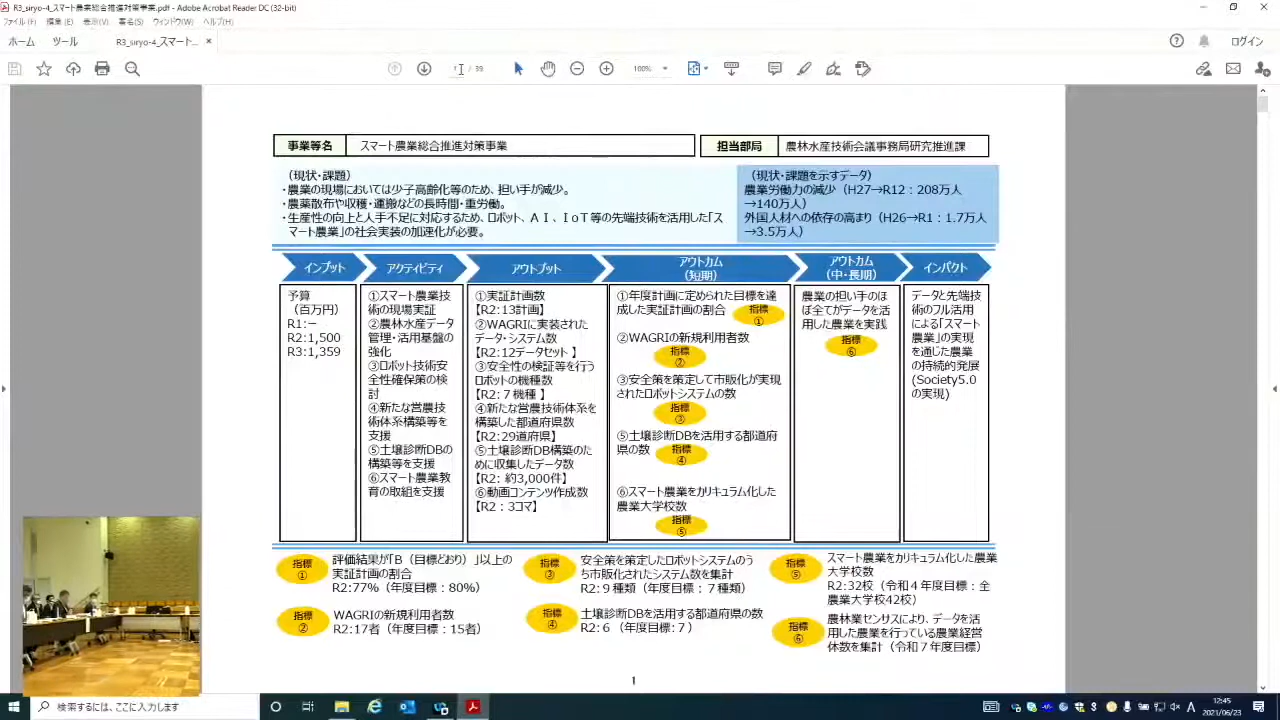 R3_siryo-4_スマート農業総合推進対策事業.pdf - Adobe Acrobat Reader DC (32-bit)
ファイル(F) 編集(E) 表示(V) 署名(S) ウィンドウ(W) ヘルプ(H)
ホーム ツール R3_siryo-4_スマート... ×
ログイン
1 / 39
100%
事業等名 スマート農業総合推進対策事業
担当部局 農林水産技術会議事務局研究推進課
(現状・課題)
・農業の現場においては少子高齢化等のため、担い手が減少。
・農薬散布や収穫・運搬などの長時間・重労働。
・生産性の向上と人手不足に対応するため、ロボット、AI、IoT等の先端技術を活用した「ス
マート農業」の社会実装の加速化が必要。
(現状・課題を示すデータ)
農業労働力の減少(H27→R12:208万人
→140万人)
外国人材への依存の高まり(H26→R1:1.7万人
→3.5万人)
インプット
アクティビティ
アウトプット
アウトカム
(短期)
アウトカム
(中・長期)
インパクト
予算
(百万円)
R1:-
R2:1,500
R3:1,359
①スマート農業技
術の現場実証
②農林水産データ
管理・活用基盤の
強化
③ロボット技術安
全性確保策の検
討
④新たな営農技
術体系構築等を
支援
⑤土壌診断DBの
構築等を支援
⑥スマート農業教
育の取組を支援
①実証計画数
【R2:13計画】
②WAGRIに実装された
データ・システム数
【R2:12データセット 】
③安全性の検証等を行う
ロボットの機種数
【R2:7機種 】
④新たな営農技術体系を
構築した都道府県数
【R2:29道府県】
⑤土壌診断DB構築のた
めに収集したデータ数
【R2: 約3,000件】
⑥動画コンテンツ作成数
【R2:3コマ】
①年度計画に定められた目標を達
成した実証計画の割合
指標
①
②WAGRIの新規利用者数
指標
②
③安全策を策定して市販化が実現
されたロボットシステムの数
指標
③
⑤土壌診断DBを活用する都道府
県の数
指標
④
⑥スマート農業をカリキュラム化した
農業大学校数
指標
⑤
農業の担い手のほ
ぼ全てがデータを活
用した農業を実践
指標
⑥
データと先端技
術のフル活用
による「スマート
農業」の実現
を通じた農業
の持続的発展
(Society5.0
の実現)
指標
①
評価結果が「B(目標どおり)」以上の
実証計画の割合
R2:77%(年度目標:80%)
指標
②
WAGRIの新規利用者数
R2:17者(年度目標:15者)
指標
③
安全策を策定したロボットシステムのう
ち市販化されたシステム数を集計
R2:9種類(年度目標:7種類)
指標
④
土壌診断DBを活用する都道府県の数
R2:6(年度目標:7)
指標
⑤
スマート農業をカリキュラム化した農業
大学校数
R2:32校(令和4年度目標:全
農業大学校42校)
指標
⑥
農林業センサスにより、データを活
用した農業を行っている農業経営
体数を集計(令和7年度目標)
1
検索するには、ここに入力します
A
12:45
2021/06/23